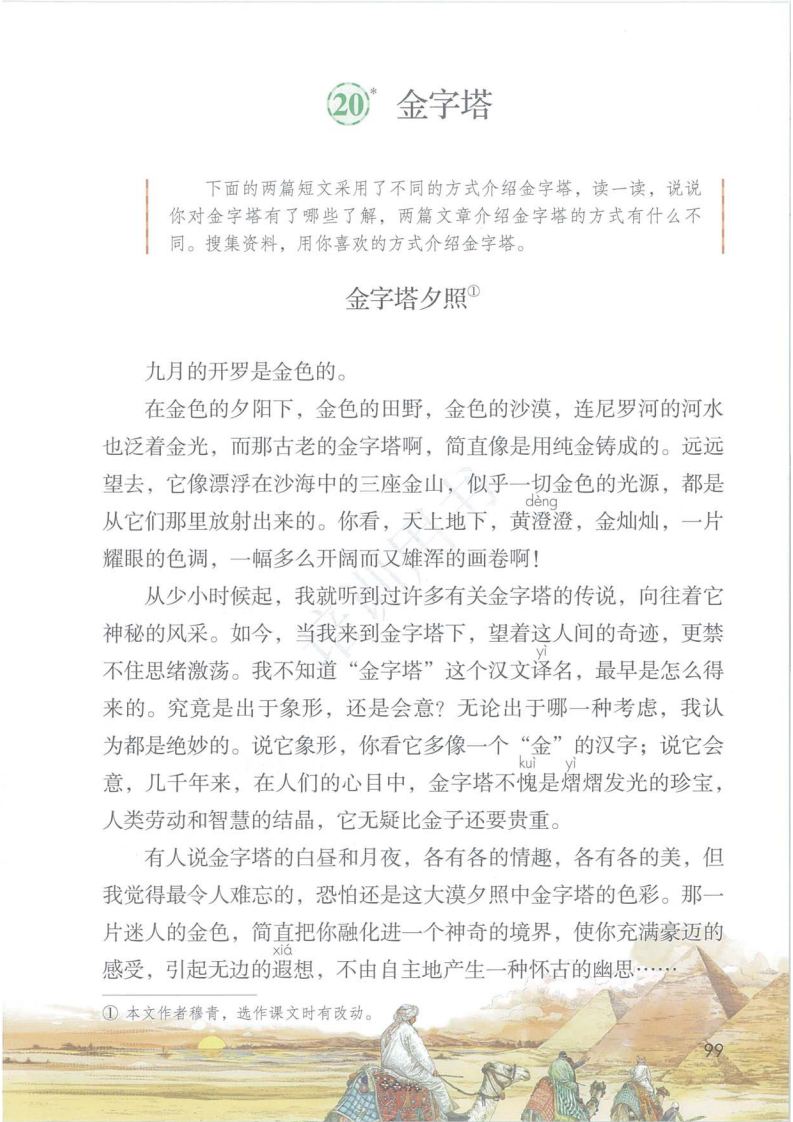 20* 金字塔
下面的两篇短文采用了不同的方式介绍金字塔，读一读，说说
你对金字塔有了哪些了解，两篇文章介绍金字塔的方式有什么不
同。搜集资料，用你喜欢的方式介绍金字塔。
金字塔夕照①
九月的开罗是金色的。
在金色的夕阳下，金色的田野，金色的沙漠，连尼罗河的河水
也泛着金光，而那古老的金字塔啊，简直像是用纯金铸成的。远远
望去，它像漂浮在沙海中的三座金山，似乎一切金色的光源，都是
dèng
从它们那里放射出来的。你看，天上地下，黄澄澄，金灿灿，一片
耀眼的色调，一幅多么开阔而又雄浑的画卷啊！
从少小时候起，我就听到过许多有关金字塔的传说，向往着它
神秘的风采。如今，当我来到金字塔下，望着这人间的奇迹，更禁
yì
不住思绪激荡。我不知道“金字塔”这个汉文译名，最早是怎么得
来的。究竟是出于象形，还是会意？无论出于哪一种考虑，我认
为都是绝妙的。说它象形，你看它多像一个“金”的汉字；说它会
kuì yì
意，几千年来，在人们的心目中，金字塔不愧是熠熠发光的珍宝，
人类劳动和智慧的结晶，它无疑比金子还要贵重。
有人说金字塔的白昼和月夜，各有各的情趣，各有各的美，但
我觉得最令人难忘的，恐怕还是这大漠夕照中金字塔的色彩。那一
片迷人的金色，简直把你融化进一个神奇的境界，使你充满豪迈的
xiá
感受，引起无边的遐想，不由自主地产生一种怀古的幽思……
① 本文作者穆青，选作课文时有改动。
99
培训用书